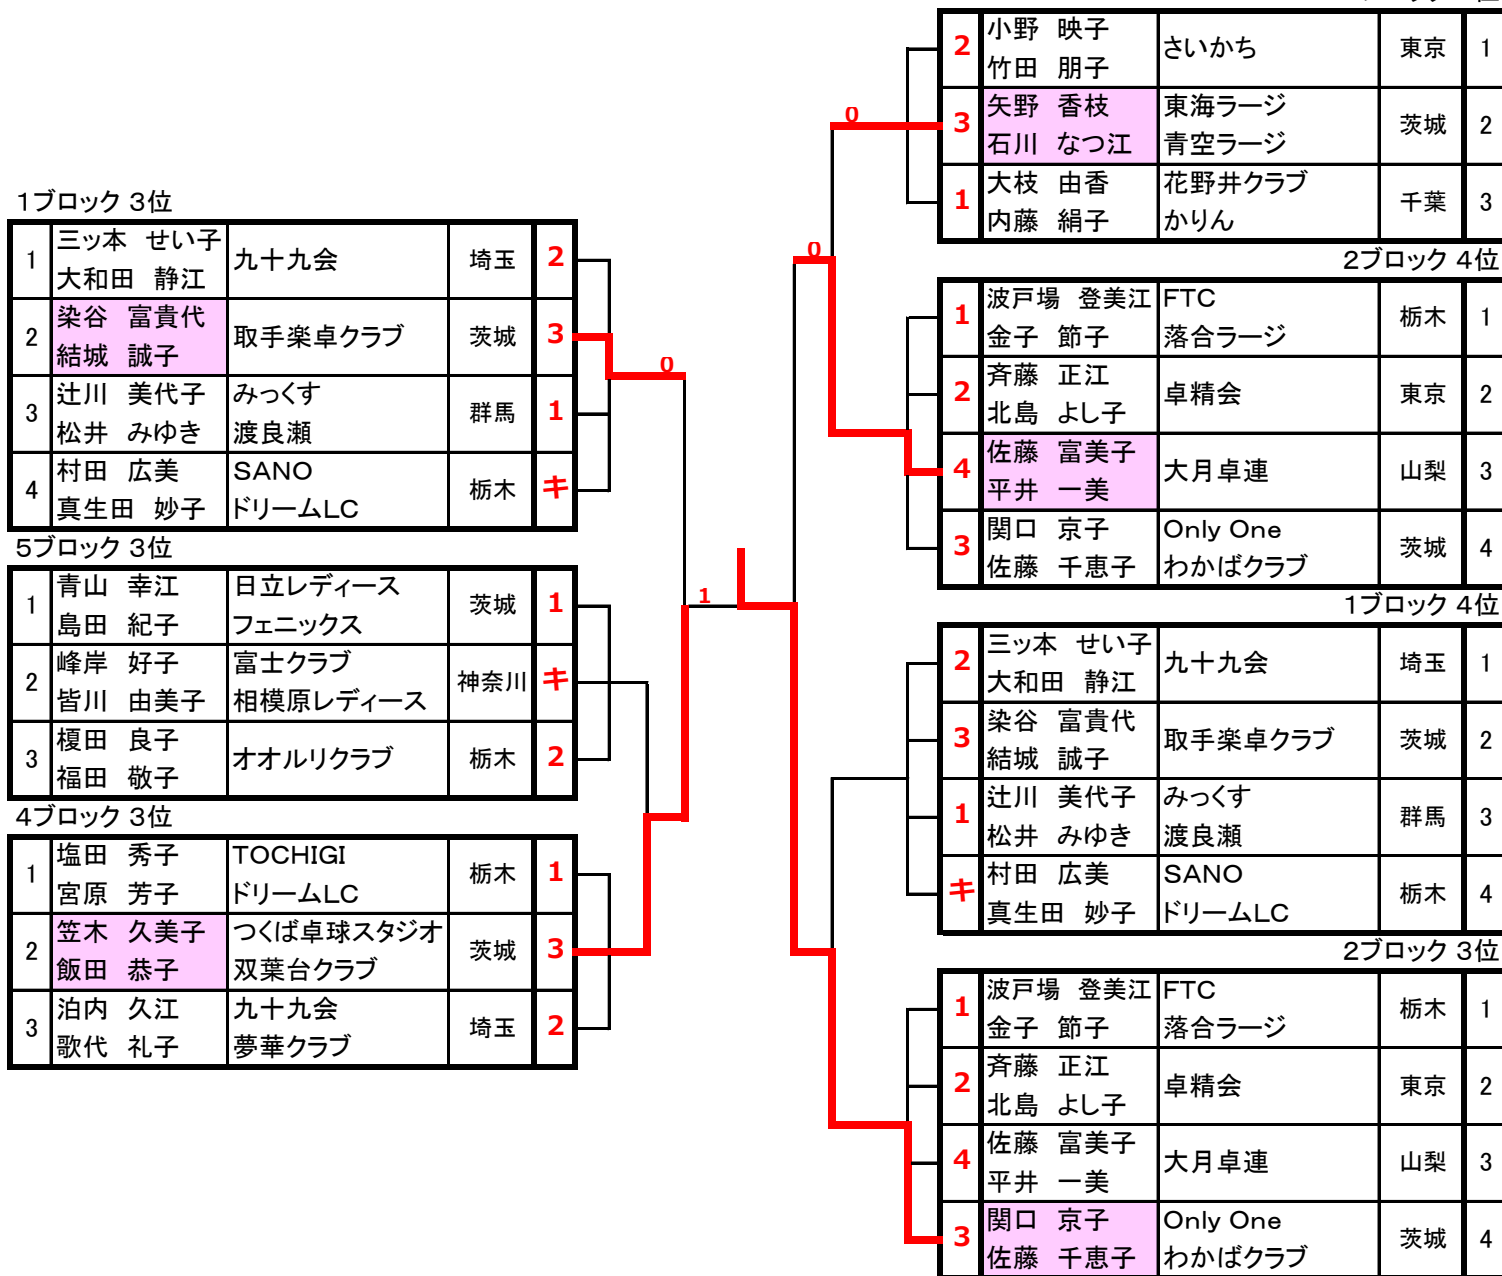 1ブロック 3位
1 三ッ本 せい子 九十九会 埼玉 2
大和田 静江
2 染谷 富貴代 取手楽卓クラブ 茨城 3
結城 誠子
3 辻川 美代子 みっくす 群馬 1
松井 みゆき 渡良瀬
4 村田 広美 SANO 栃木 キ
真生田 妙子 ドリームLC
5ブロック 3位
1 青山 幸江 日立レディース 茨城 1
島田 紀子 フェニックス
2 峰岸 好子 富士クラブ 神奈川 キ
皆川 由美子 相模原レディース
3 榎田 良子 オオルリクラブ 栃木 2
福田 敬子
4ブロック 3位
1 塩田 秀子 TOCHIGI 栃木 1
宮原 芳子 ドリームLC
2 笠木 久美子 つくば卓球スタジオ 茨城 3
飯田 恭子 双葉台クラブ
3 泊内 久江 九十九会 埼玉 2
歌代 礼子 夢華クラブ
0
1
0
0
2 小野 映子 さいかち 東京 1
竹田 朋子
3 矢野 香枝 東海ラージ 茨城 2
石川 なつ江 青空ラージ
1 大枝 由香 花野井クラブ 千葉 3
内藤 絹子 かりん
2ブロック 4位
1 波戸場 登美江 FTC 栃木 1
金子 節子 落合ラージ
2 斉藤 正江 卓精会 東京 2
北島 よし子
4 佐藤 富美子 大月卓連 山梨 3
平井 一美
3 関口 京子 Only One 茨城 4
佐藤 千恵子 わかばクラブ
1ブロック 4位
2 三ッ本 せい子 九十九会 埼玉 1
大和田 静江
3 染谷 富貴代 取手楽卓クラブ 茨城 2
結城 誠子
1 辻川 美代子 みっくす 群馬 3
松井 みゆき 渡良瀬
キ 村田 広美 SANO 栃木 4
真生田 妙子 ドリームLC
2ブロック 3位
1 波戸場 登美江 FTC 栃木 1
金子 節子 落合ラージ
2 斉藤 正江 卓精会 東京 2
北島 よし子
4 佐藤 富美子 大月卓連 山梨 3
平井 一美
3 関口 京子 Only One 茨城 4
佐藤 千恵子 わかばクラブ